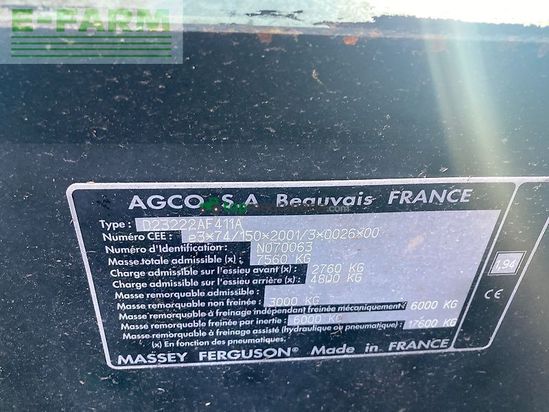 E-FARM
AGCO S.A Beauvais FRANCE
Type: D23222AF411A
Numéro CEE: e3*74/150*2001/3*0026*00
Numéro d'Identification: N070063
Masse totale admissible (x): 7560 KG
Charge admissible sur l'essieu avant (x): 2760 KG
Charge admissible sur l'essieu arrière (x): 4800 KG
Masse remorquable admissible:
Masse remorquable non freinée: 3000 KG
Masse remorquable à freinage indépendant freinée mécaniquement: 6000 KG
Masse remorquable freinée par inertie: 6000 KG
Masse remorquable à freinage assisté (hydraulique ou pneumatique): 17600 KG
(x) En fonction des pneumatiques
MASSEY FERGUSON® Made in FRANCE
1,94
CE